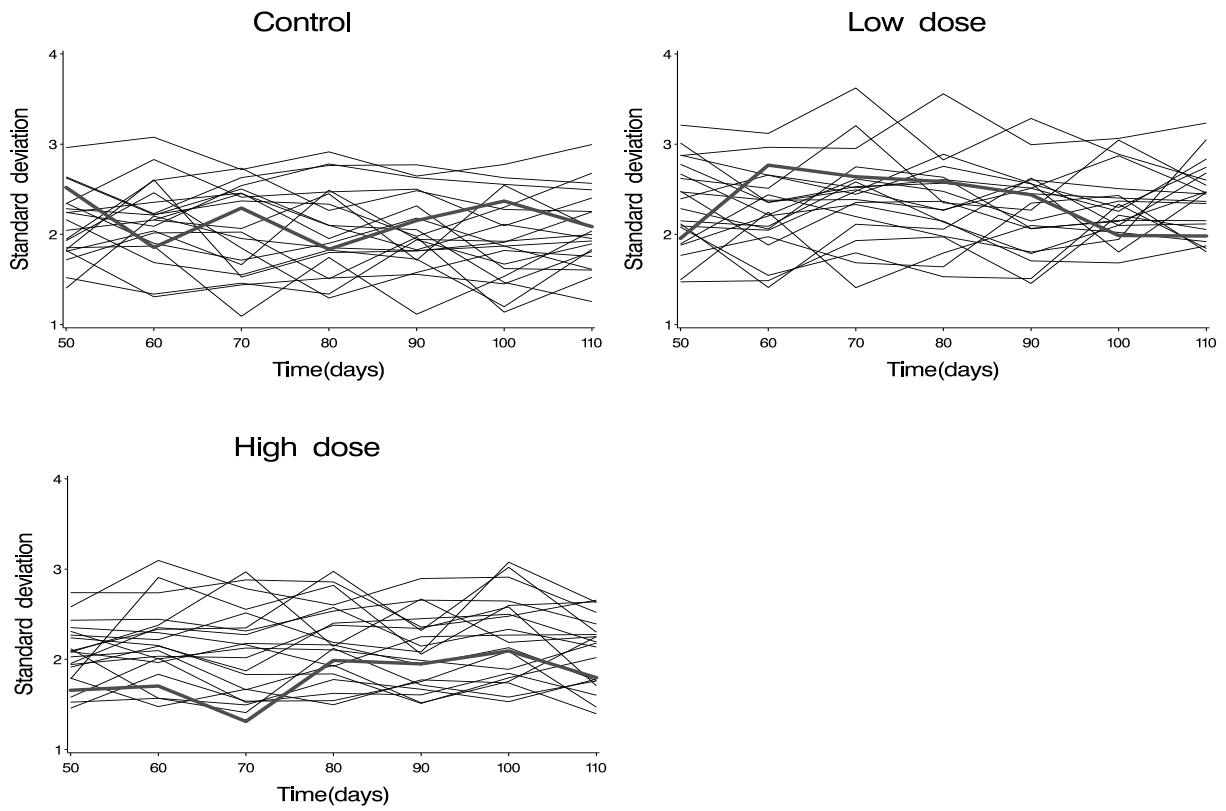 Control
4
3
2
1
Standard deviation
50 60 70 80 90 100 110
Time(days)
Low dose
4
3
2
1
Standard deviation
50 60 70 80 90 100 110
Time(days)
High dose
4
3
2
1
Standard deviation
50 60 70 80 90 100 110
Time(days)